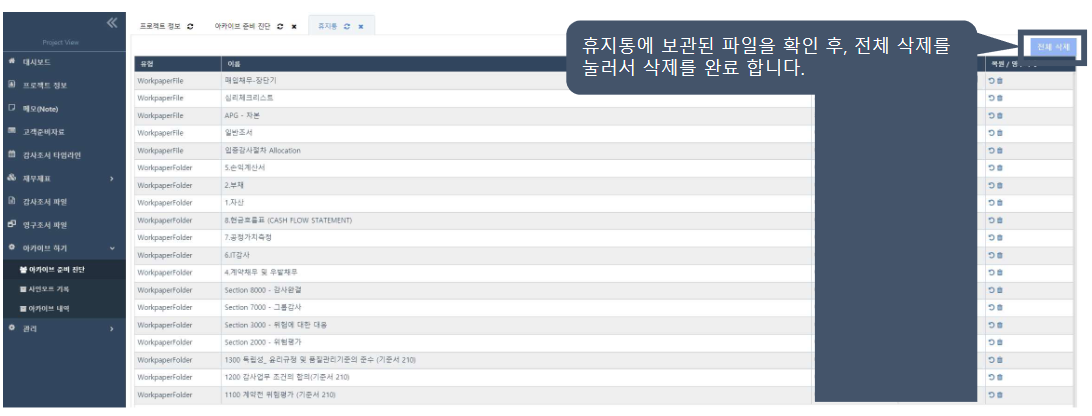 Project View
대시보드
프로젝트 정보
메모(Note)
고객준비자료
감사조서 타임라인
재무제표
감사조서 파일
영구조서 파일
아카이브 하기
아카이브 준비 진단
사인오프 기록
아카이브 내역
관리
프로젝트 정보
아카이브 준비 진단
휴지통
휴지통에 보관된 파일을 확인 후, 전체 삭제를
눌러서 삭제를 완료 합니다.
전체 삭제
유형 이름
WorkpaperFile 매입채무-장단기
WorkpaperFile 심리체크리스트
WorkpaperFile APG - 자본
WorkpaperFile 일반조서
WorkpaperFile 입증감사절차 Allocation
WorkpaperFolder 5.손익계산서
WorkpaperFolder 2.부채
WorkpaperFolder 1.자산
WorkpaperFolder 8.현금흐름표 (CASH FLOW STATEMENT)
WorkpaperFolder 7.공정가치측정
WorkpaperFolder 6.IT감사
WorkpaperFolder 4.계약채무 및 우발채무
WorkpaperFolder Section 8000 - 감사완결
WorkpaperFolder Section 7000 - 그룹감사
WorkpaperFolder Section 3000 - 위험에 대한 대응
WorkpaperFolder Section 2000 - 위험평가
WorkpaperFolder 1300 독립성_ 윤리규정 및 품질관리기준의 준수 (기준서 210)
WorkpaperFolder 1200 감사업무 조건의 합의(기준서 210)
WorkpaperFolder 1100 계약전 위험평가 (기준서 210)